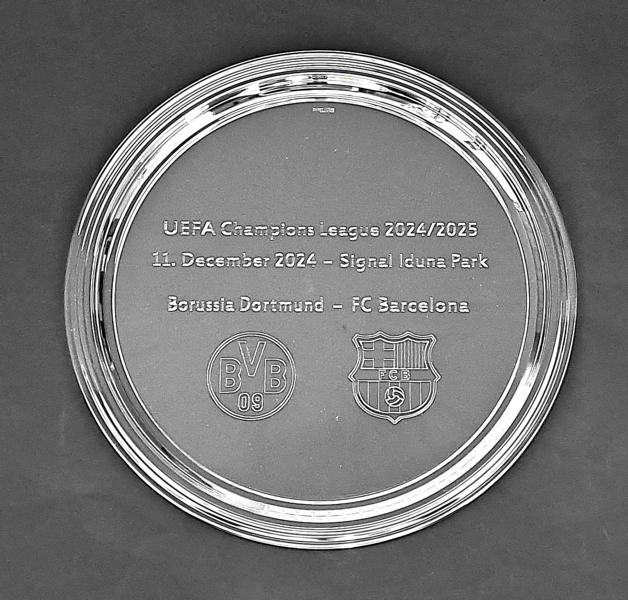 UEFA Champions League 2024/2025
11. December 2024 – Signal Iduna Park
Borussia Dortmund – FC Barcelona
BVB
09
FCB